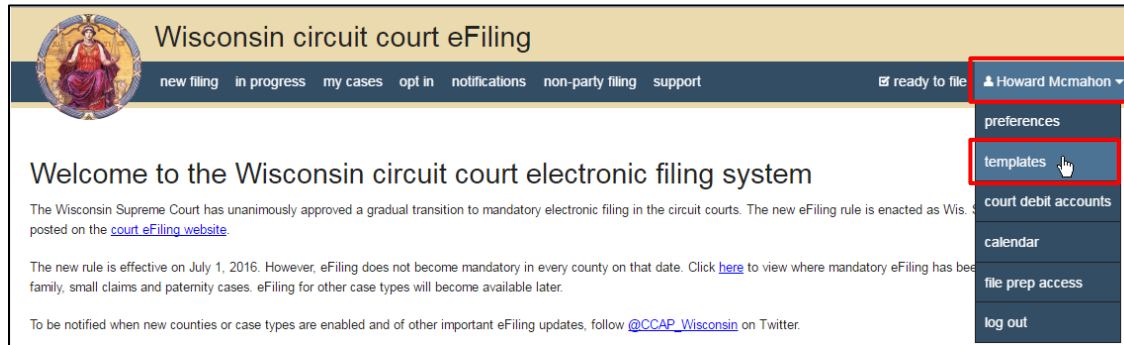 Wisconsin circuit court eFiling
new filing in progress my cases opt in notifications non-party filing support ready to file Howard Mcmahon
preferences
templates
court debit accounts
calendar
file prep access
log out
Welcome to the Wisconsin circuit court electronic filing system
The Wisconsin Supreme Court has unanimously approved a gradual transition to mandatory electronic filing in the circuit courts. The new eFiling rule is enacted as Wis.
posted on the court eFiling website.
The new rule is effective on July 1, 2016. However, eFiling does not become mandatory in every county on that date. Click here to view where mandatory eFiling has
family, small claims and paternity cases. eFiling for other case types will become available later.
To be notified when new counties or case types are enabled and of other important eFiling updates, follow @CCAP_Wisconsin on Twitter.